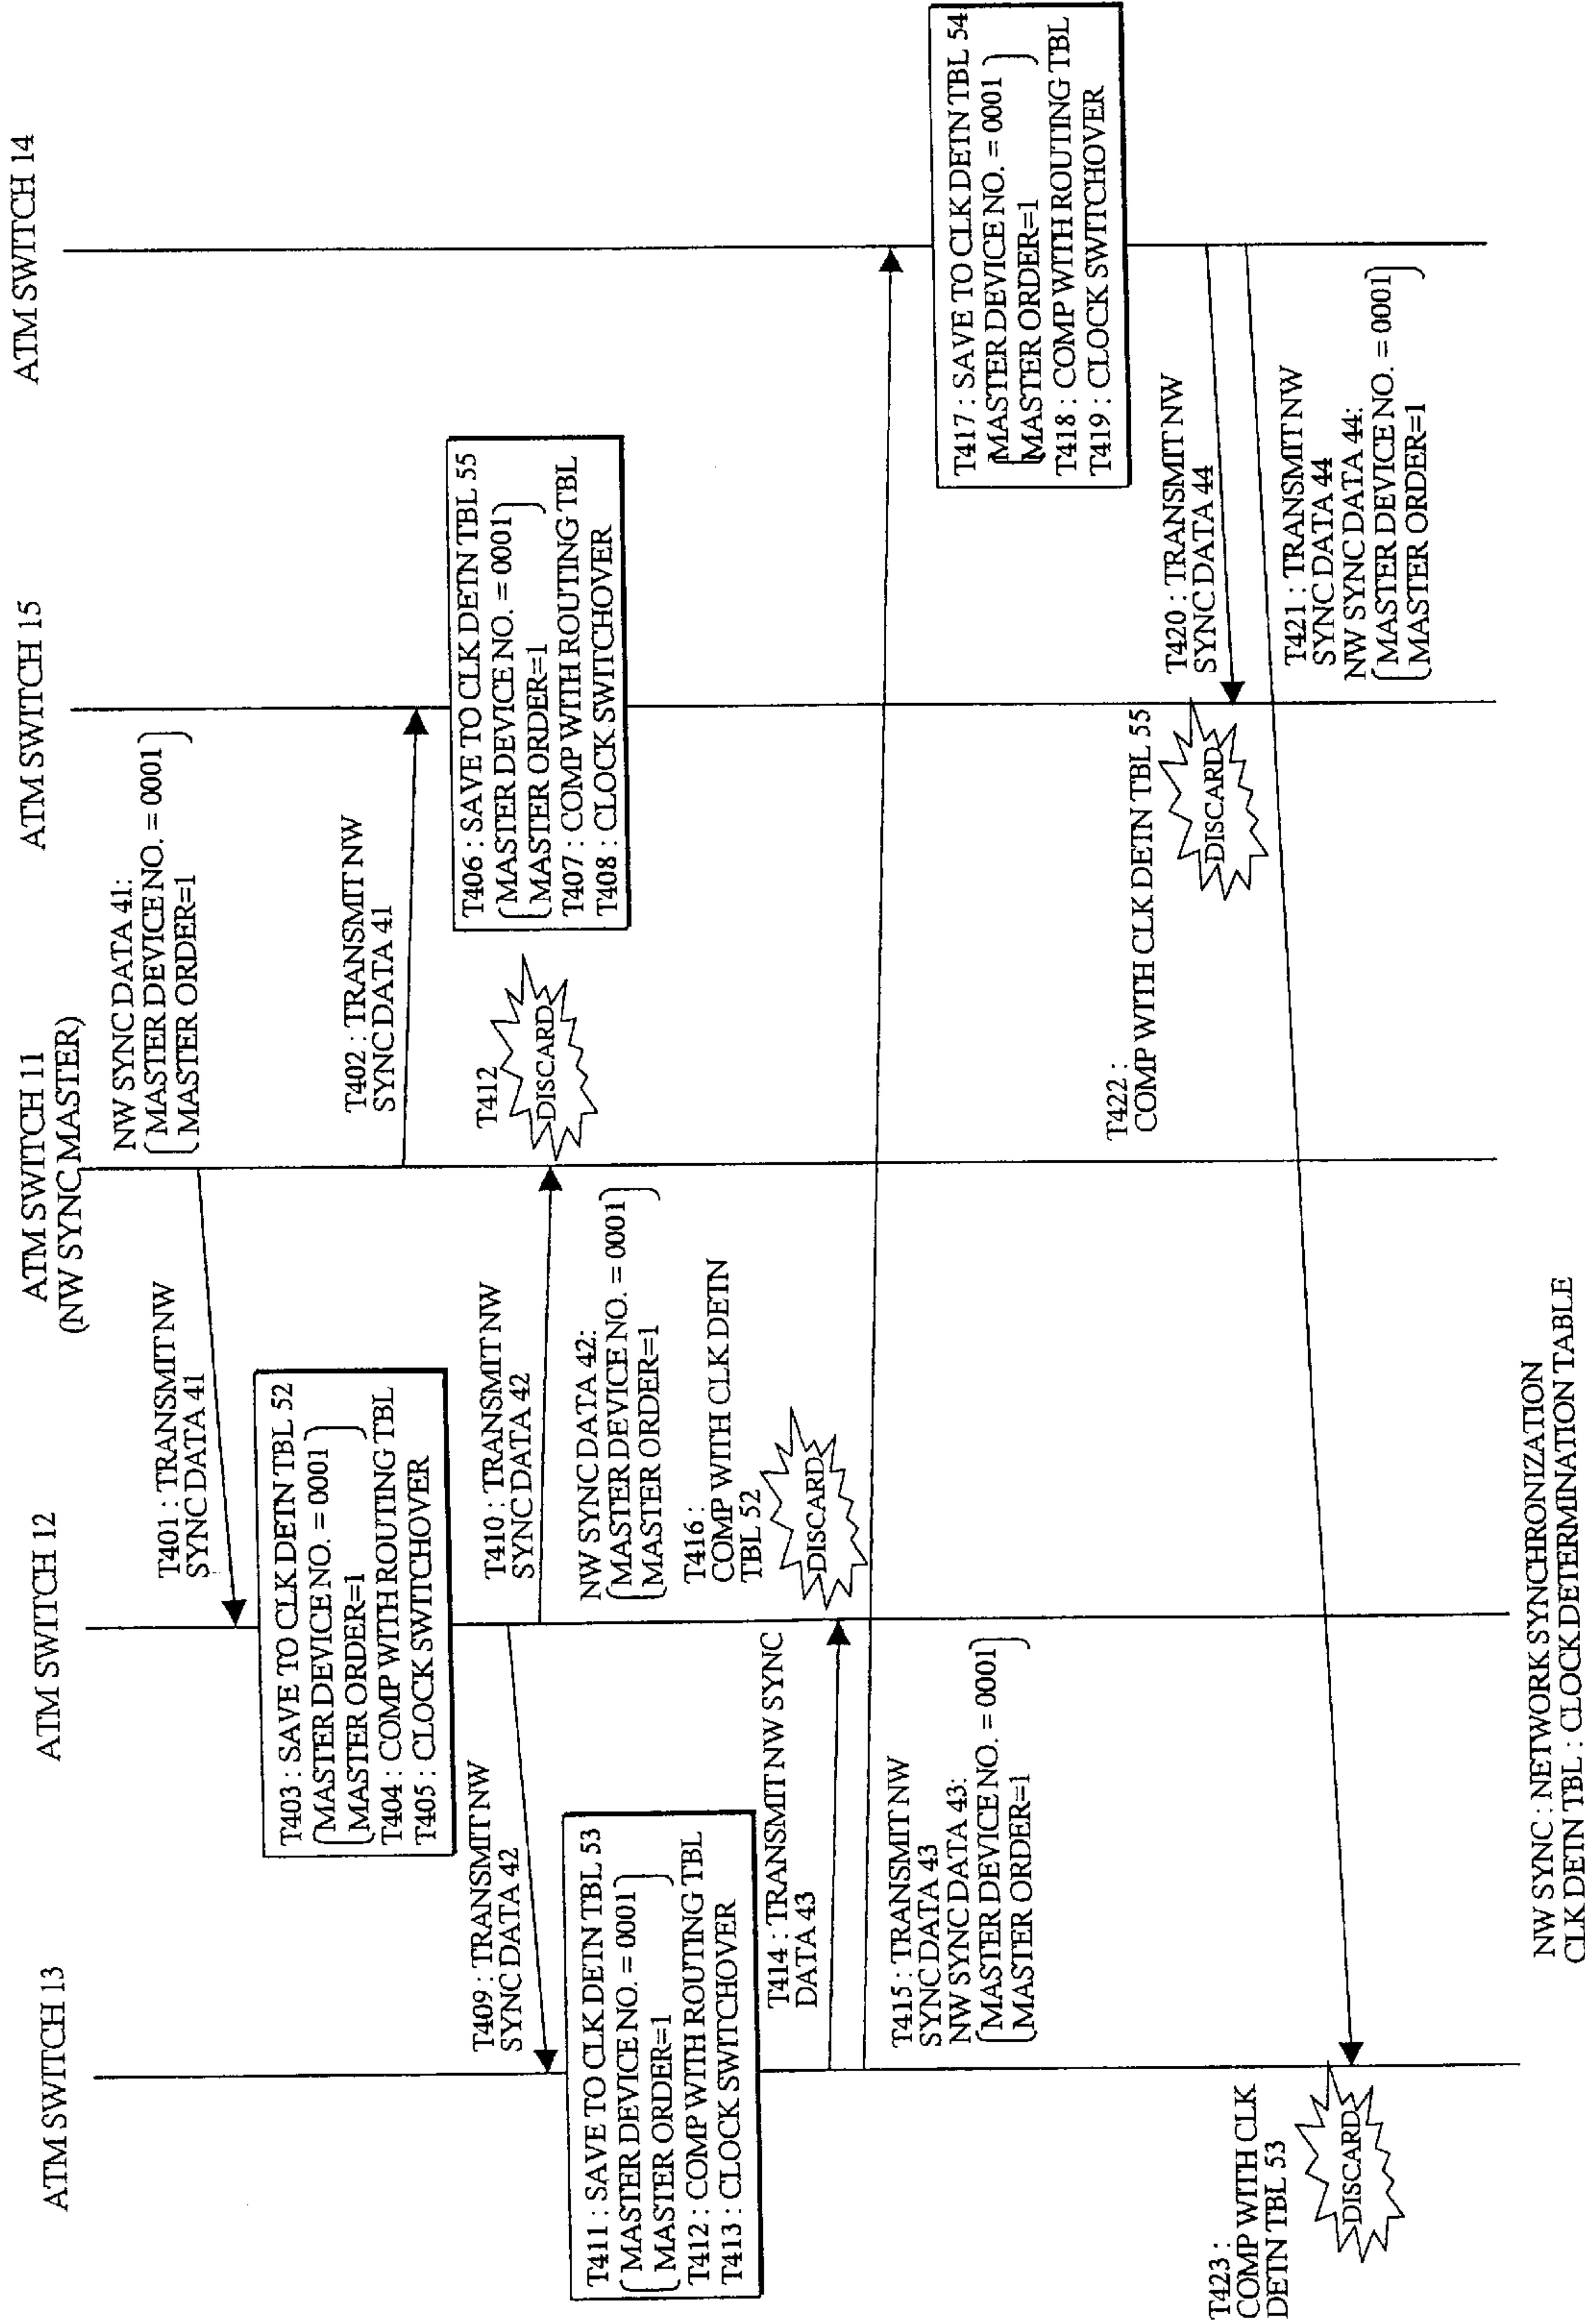 ATM SWITCH 13
ATM SWITCH 12
ATM SWITCH 11
(NW SYNC MASTER)
ATM SWITCH 15
ATM SWITCH 14
NW SYNC DATA 41:
MASTER DEVICE NO. = 0001
MASTER ORDER=1
T401 : TRANSMIT NW
SYNC DATA 41
T402 : TRANSMIT NW
SYNC DATA 41
T403 : SAVE TO CLK DETN TBL 52
MASTER DEVICE NO. = 0001
MASTER ORDER=1
T404 : COMP WITH ROUTING TBL
T405 : CLOCK SWITCHOVER
T406 : SAVE TO CLK DETN TBL 55
MASTER DEVICE NO. = 0001
MASTER ORDER=1
T407 : COMP WITH ROUTING TBL
T408 : CLOCK SWITCHOVER
T409 : TRANSMIT NW
SYNC DATA 42
T410 : TRANSMIT NW
SYNC DATA 42
T412
DISCARD
NW SYNC DATA 42:
MASTER DEVICE NO. = 0001
MASTER ORDER=1
T411 : SAVE TO CLK DETN TBL 53
MASTER DEVICE NO. = 0001
MASTER ORDER=1
T412 : COMP WITH ROUTING TBL
T413 : CLOCK SWITCHOVER
T414 : TRANSMIT NW SYNC
DATA 43
T416 :
COMP WITH CLK DETN
TBL 52
DISCARD
T415 : TRANSMIT NW
SYNC DATA 43
NW SYNC DATA 43:
MASTER DEVICE NO. = 0001
MASTER ORDER=1
T417 : SAVE TO CLK DETN TBL 54
MASTER DEVICE NO. = 0001
MASTER ORDER=1
T418 : COMP WITH ROUTING TBL
T419 : CLOCK SWITCHOVER
T420 : TRANSMIT NW
SYNC DATA 44
T422 :
COMP WITH CLK DETN TBL 55
DISCARD
T421 : TRANSMIT NW
SYNC DATA 44
NW SYNC DATA 44:
MASTER DEVICE NO. = 0001
MASTER ORDER=1
T423 :
COMP WITH CLK
DETN TBL 53
DISCARD
NW SYNC : NETWORK SYNCHRONIZATION
CLK DETN TBL : CLOCK DETERMINATION TABLE